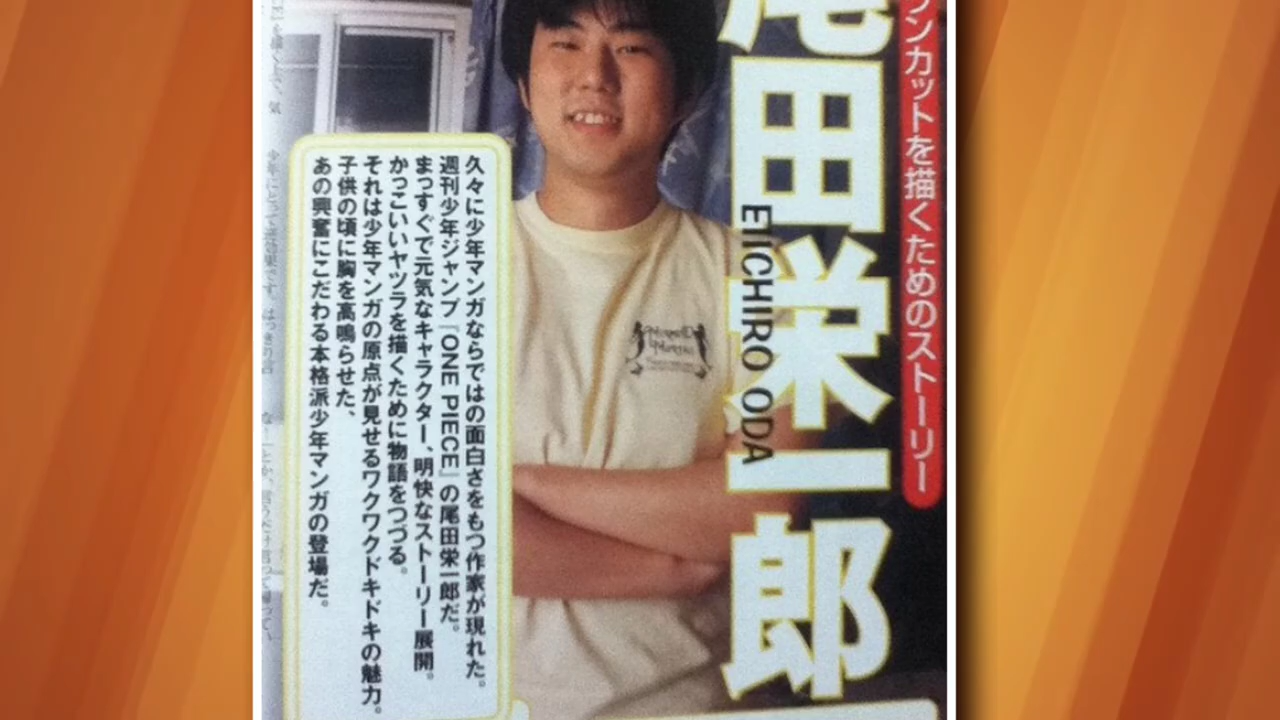 ンカットを描くためのストーリー
尾田栄一郎
EIICHIRO ODA
久々に少年マンガならではの面白さをもつ作家が現れた。
週刊少年ジャンプ『ONE PIECE』の尾田栄一郎だ。
まっすぐで元気なキャラクター、明快なストーリー展開。
かっこいいヤツラを描くために物語をつづる。
それは少年マンガの原点が見せるワクワクドキドキの魅力。
子供の頃に胸を高鳴らせた、
あの興奮にこだわる本格派少年マンガの登場だ。